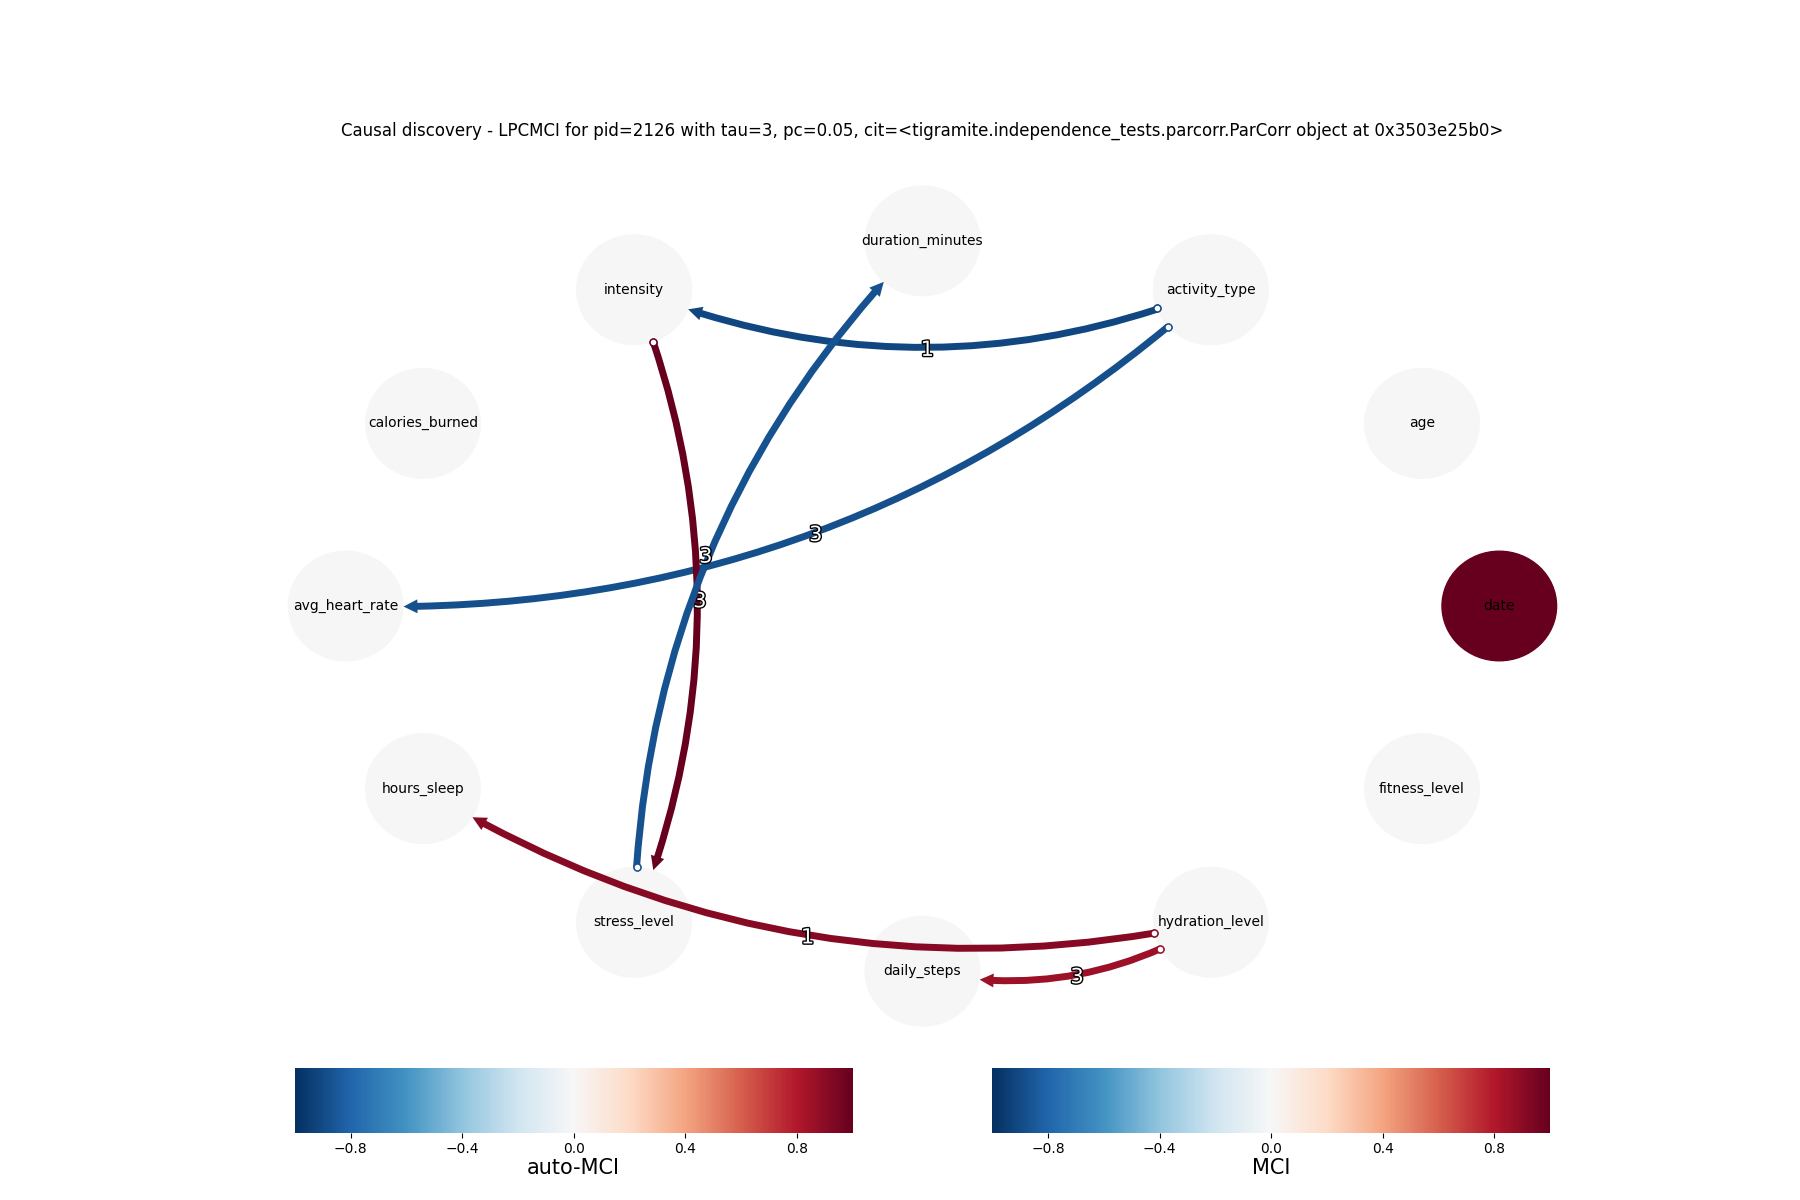 Causal discovery - LPCMCI for pid=2126 with tau=3, pc=0.05, cit=<tigramite.independence_tests.parcorr.ParCorr object at 0x3503e25b0>
duration_minutes
intensity
activity_type
1
calories_burned
age
3
3
3
avg_heart_rate
date
hours_sleep
fitness_level
stress_level
hydration_level
1
daily_steps
3
−0.8 −0.4 0.0 0.4 0.8
auto-MCI
−0.8 −0.4 0.0 0.4 0.8
MCI